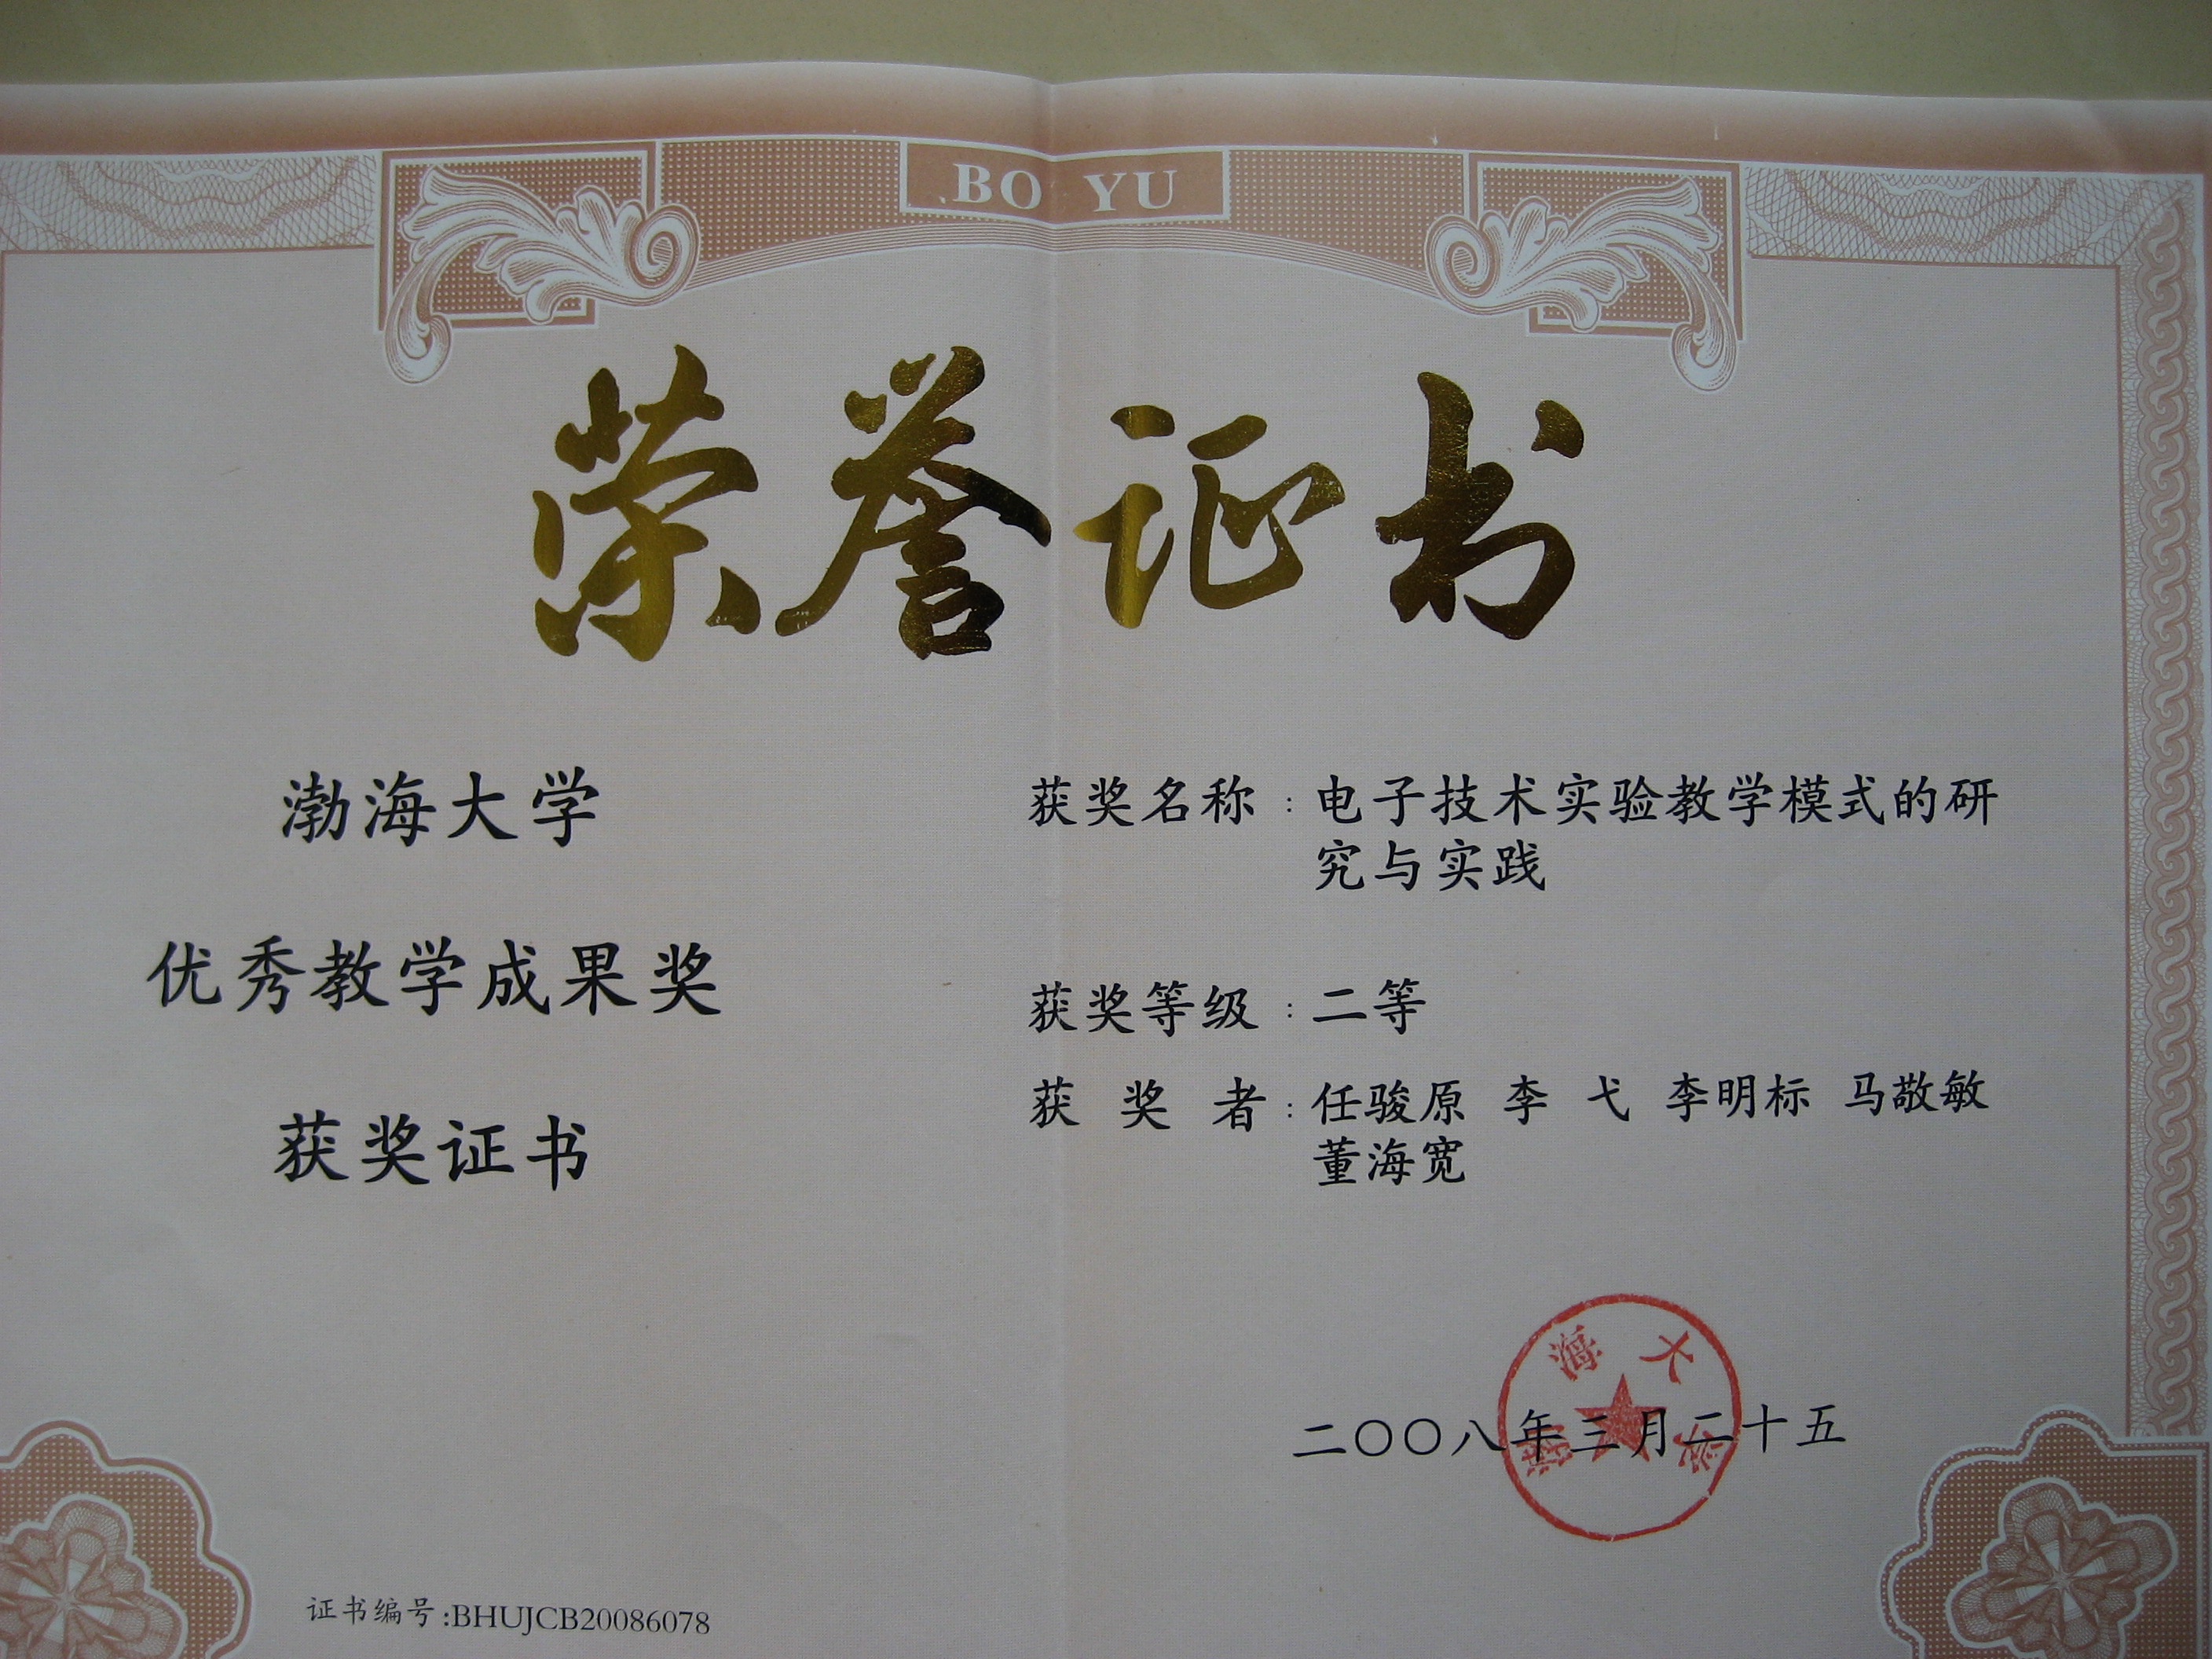 BO YU
荣誉证书
渤海大学
优秀教学成果奖
获奖证书
获奖名称：电子技术实验教学模式的研
究与实践
获奖等级：二等
获奖者：任骏原 李弋 李明标 马敬敏
董海宽
渤海大学
二〇〇八年三月二十五
证书编号:BHUJCB20086078